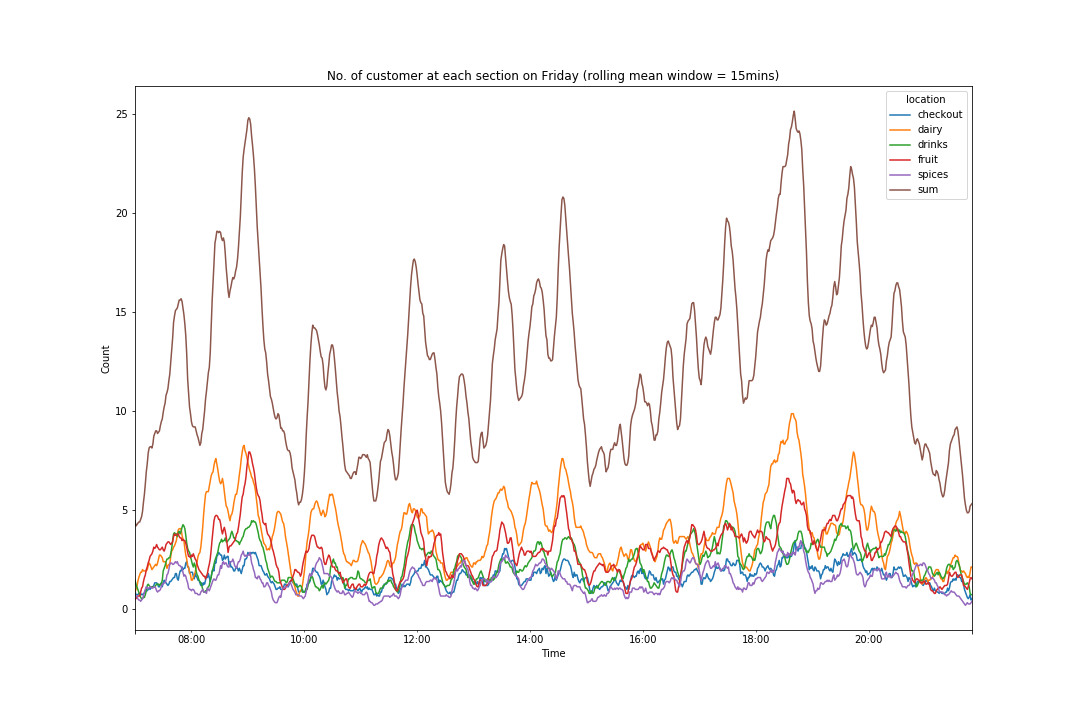 No. of customer at each section on Friday (rolling mean window = 15mins)
location
checkout
dairy
drinks
fruit
spices
sum
Count
25
20
15
10
5
0
08:00 10:00 12:00 14:00 16:00 18:00 20:00
Time